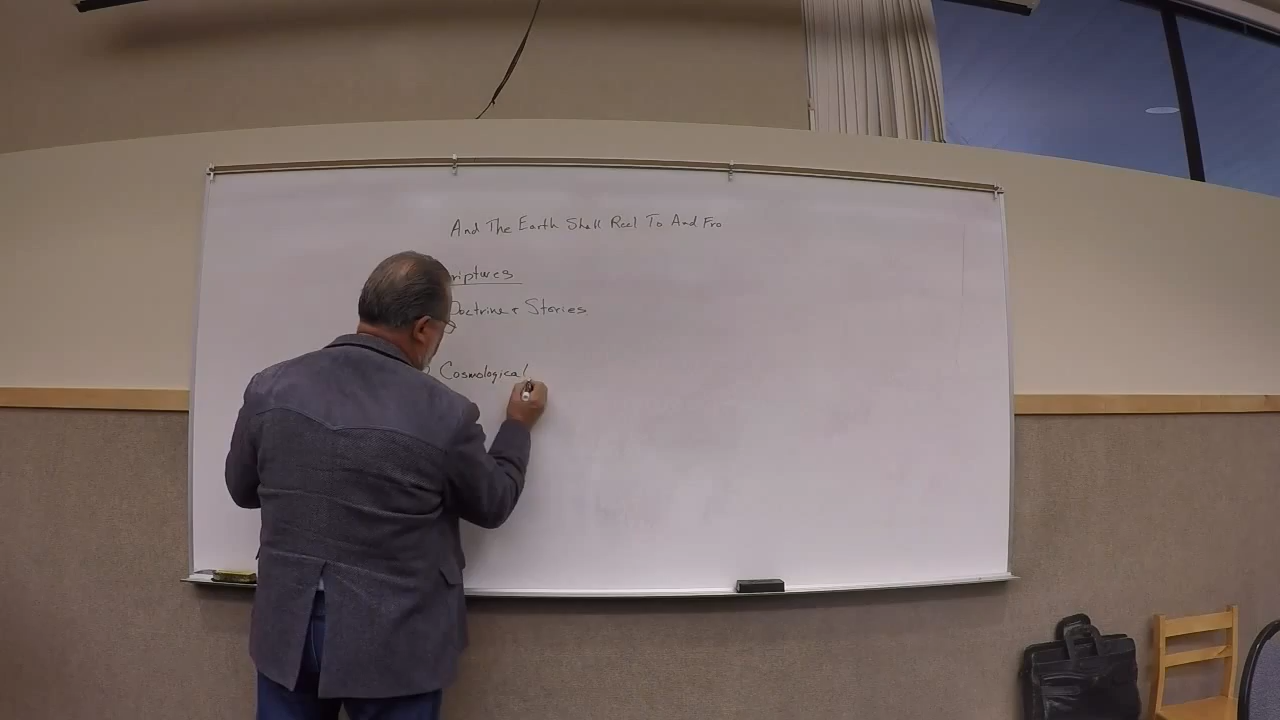 And The Earth Shall Reel To And Fro
riptures
Doctrine + Stories
Cosmological